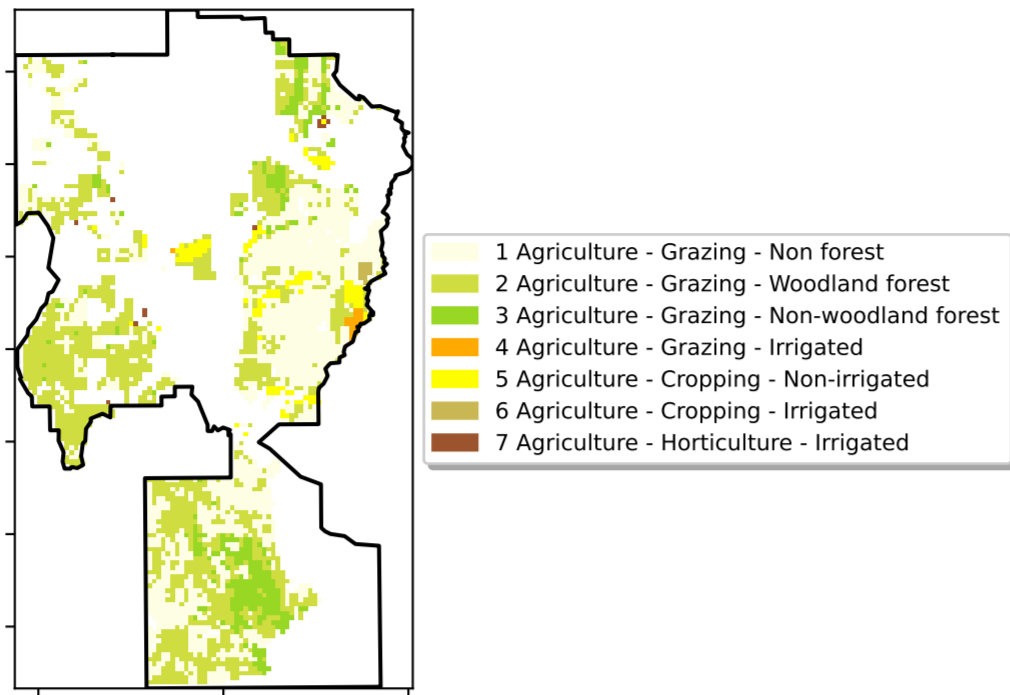 1 Agriculture - Grazing - Non forest
2 Agriculture - Grazing - Woodland forest
3 Agriculture - Grazing - Non-woodland forest
4 Agriculture - Grazing - Irrigated
5 Agriculture - Cropping - Non-irrigated
6 Agriculture - Cropping - Irrigated
7 Agriculture - Horticulture - Irrigated